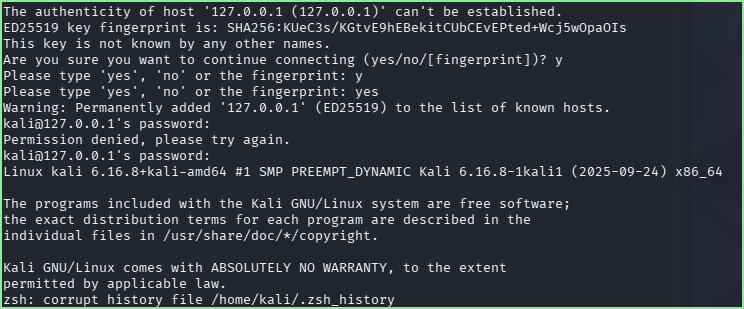 The authenticity of host '127.0.0.1 (127.0.0.1)' can't be established.
ED25519 key fingerprint is: SHA256:KUeC3s/KGtvE9hEBekitCUbCEvEPted+Wcj5wOpaOIs
This key is not known by any other names.
Are you sure you want to continue connecting (yes/no/[fingerprint])? y
Please type 'yes', 'no' or the fingerprint: y
Please type 'yes', 'no' or the fingerprint: yes
Warning: Permanently added '127.0.0.1' (ED25519) to the list of known hosts.
kali@127.0.0.1's password:
Permission denied, please try again.
kali@127.0.0.1's password:
Linux kali 6.16.8+kali-amd64 #1 SMP PREEMPT_DYNAMIC Kali 6.16.8-1kali1 (2025-09-24) x86_64

The programs included with the Kali GNU/Linux system are free software;
the exact distribution terms for each program are described in the
individual files in /usr/share/doc/*/copyright.

Kali GNU/Linux comes with ABSOLUTELY NO WARRANTY, to the extent
permitted by applicable law.
zsh: corrupt history file /home/kali/.zsh_history